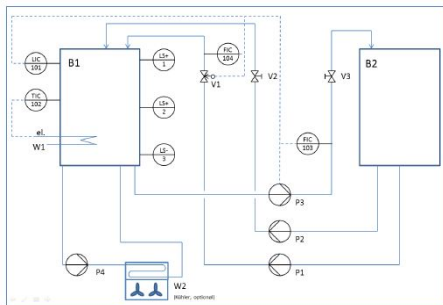 B1
B2
LIC
101
TIC
102
el.
W1
LS+
1
LS+
2
LS-
3
FIC
104
V1
V2
V3
FIC
103
P3
P2
P1
P4
W2
(Kühler, optional)